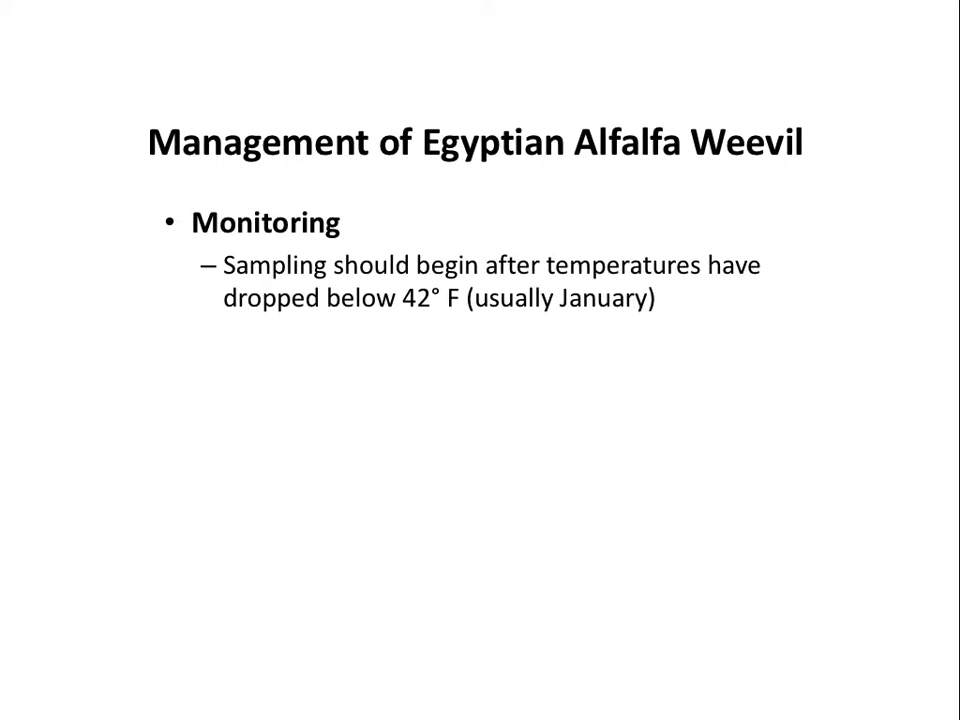 Management of Egyptian Alfalfa Weevil
• Monitoring
– Sampling should begin after temperatures have
dropped below 42° F (usually January)